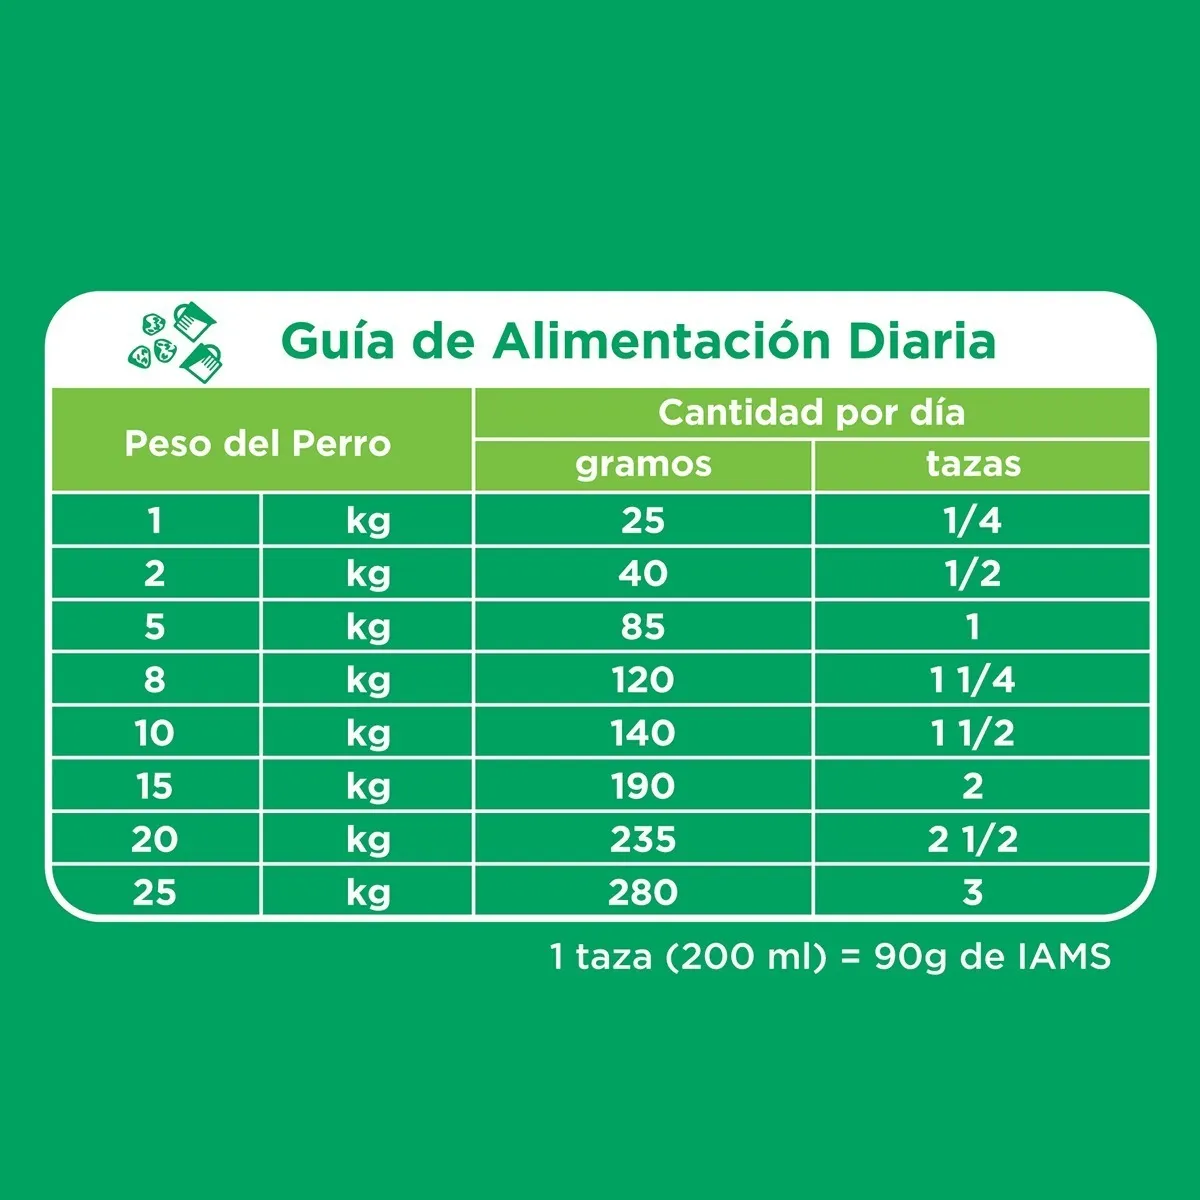 Guía de Alimentación Diaria
Peso del Perro
Cantidad por día
gramos tazas
1 kg 25 1/4
2 kg 40 1/2
5 kg 85 1
8 kg 120 1 1/4
10 kg 140 1 1/2
15 kg 190 2
20 kg 235 2 1/2
25 kg 280 3
1 taza (200 ml) = 90g de IAMS